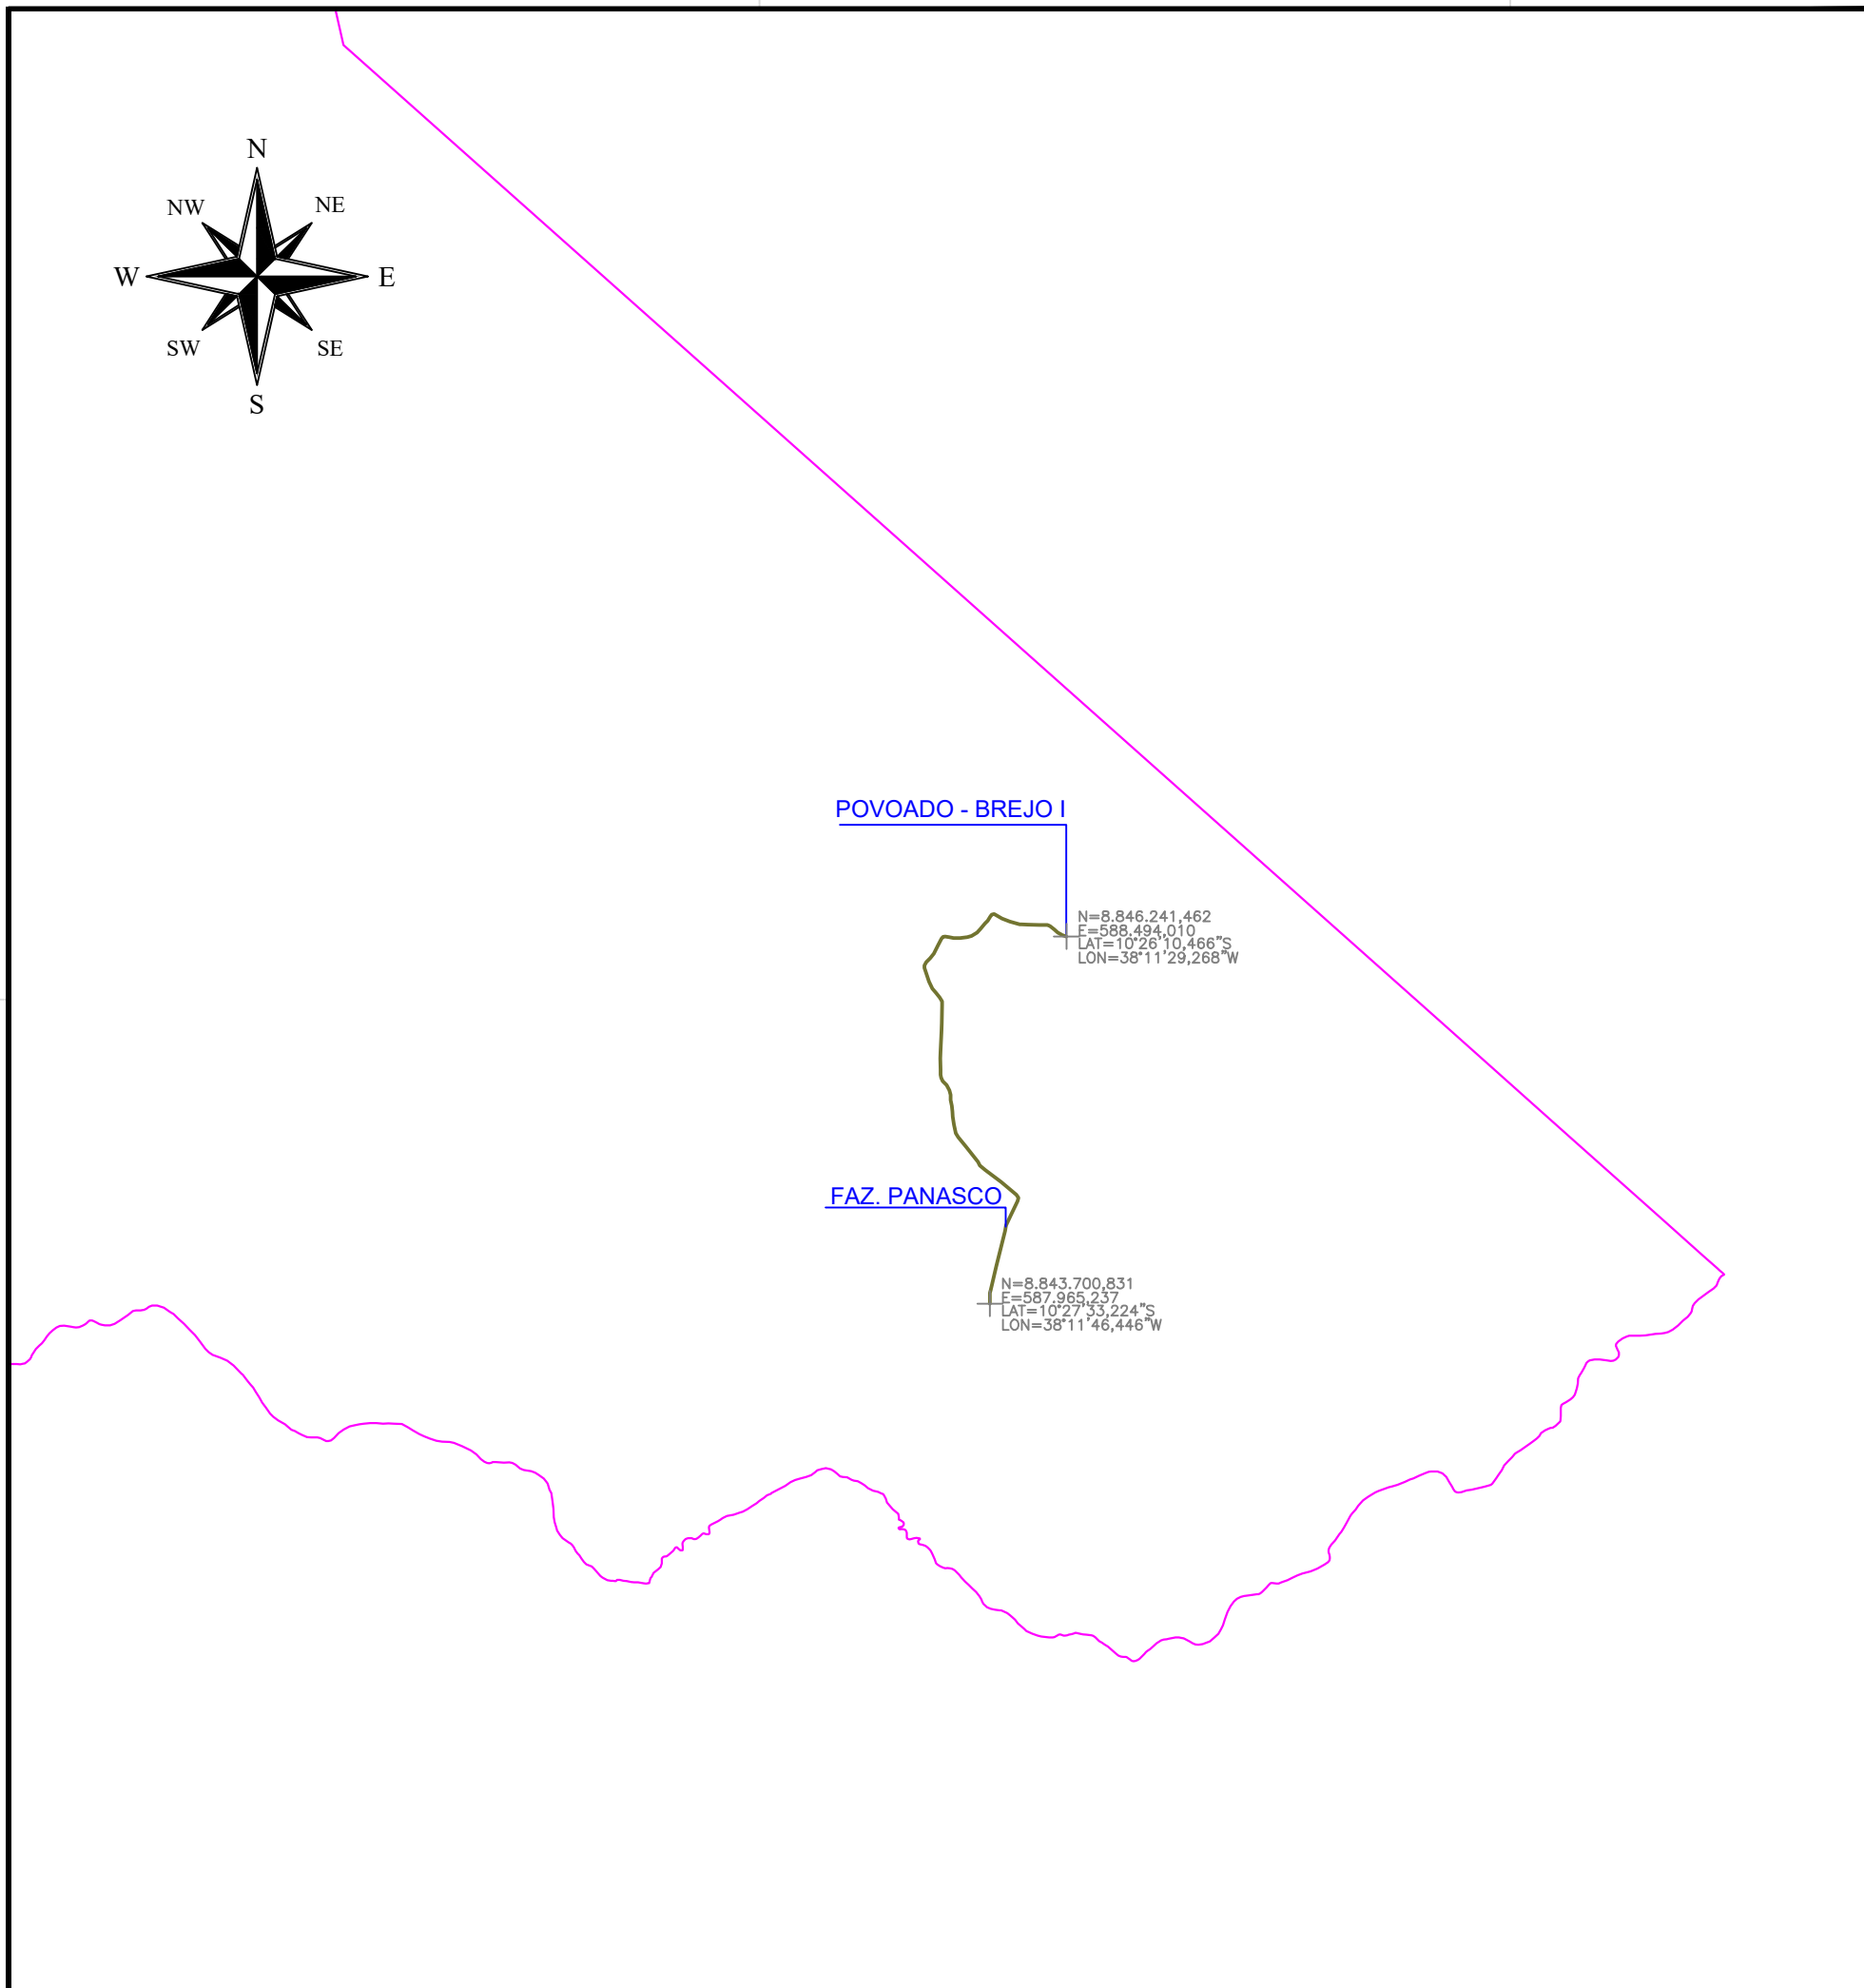 N
NW
NE
W
E
SW
SE
S
POVOADO - BREJO I
N=8.846.241,462
E=588.494,010
LAT=10°26'10,466"S
LON=38°11'29,268"W
FAZ. PANASCO
N=8.843.700,831
E=587.965,237
LAT=10°27'33,224"S
LON=38°11'46,446"W